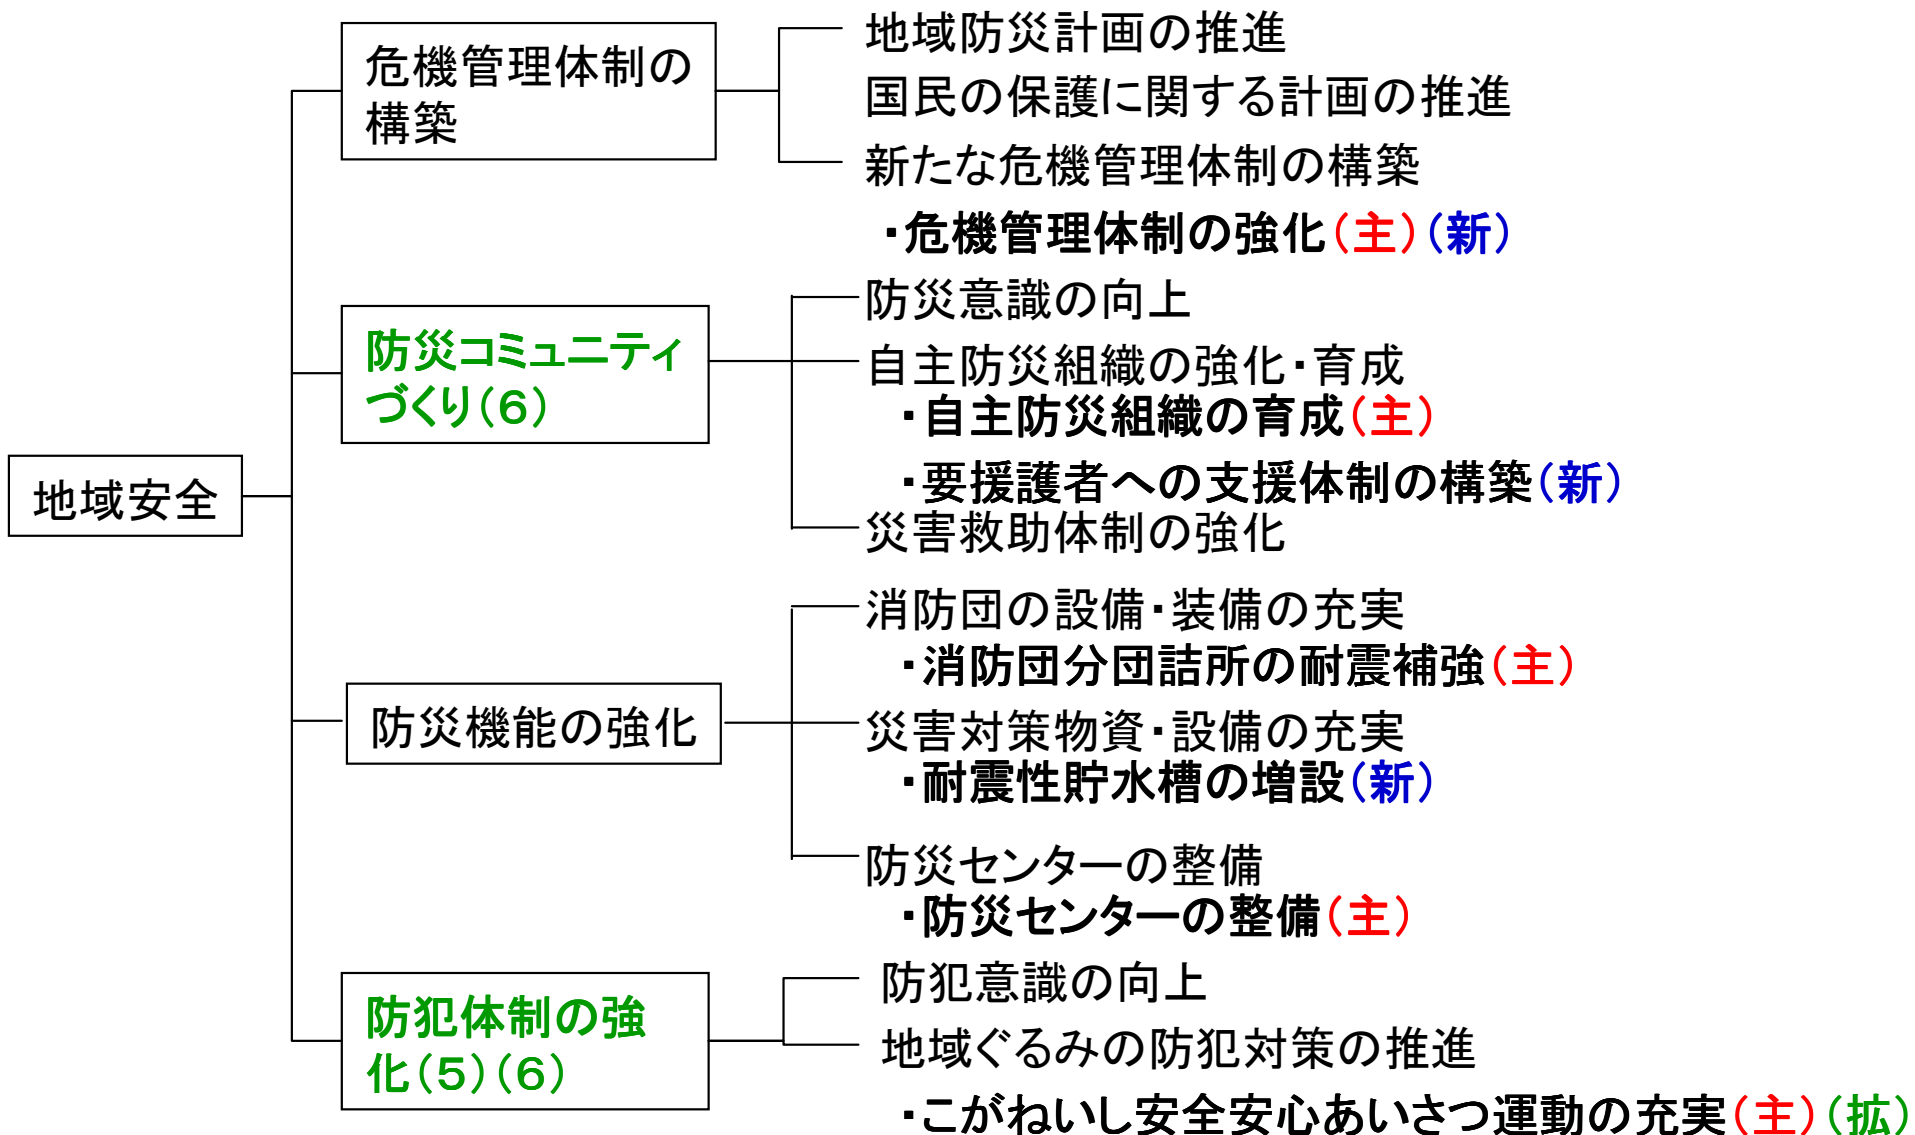 地域安全
危機管理体制の
構築
地域防災計画の推進
国民の保護に関する計画の推進
新たな危機管理体制の構築
・危機管理体制の強化(主)(新)
防災コミュニティ
づくり(6)
防災意識の向上
自主防災組織の強化・育成
・自主防災組織の育成(主)
・要援護者への支援体制の構築(新)
災害救助体制の強化
防災機能の強化
消防団の設備・装備の充実
・消防団分団詰所の耐震補強(主)
災害対策物資・設備の充実
・耐震性貯水槽の増設(新)
防災センターの整備
・防災センターの整備(主)
防犯体制の強
化(5)(6)
防犯意識の向上
地域ぐるみの防犯対策の推進
・こがねいし安全安心あいさつ運動の充実(主)(拡)